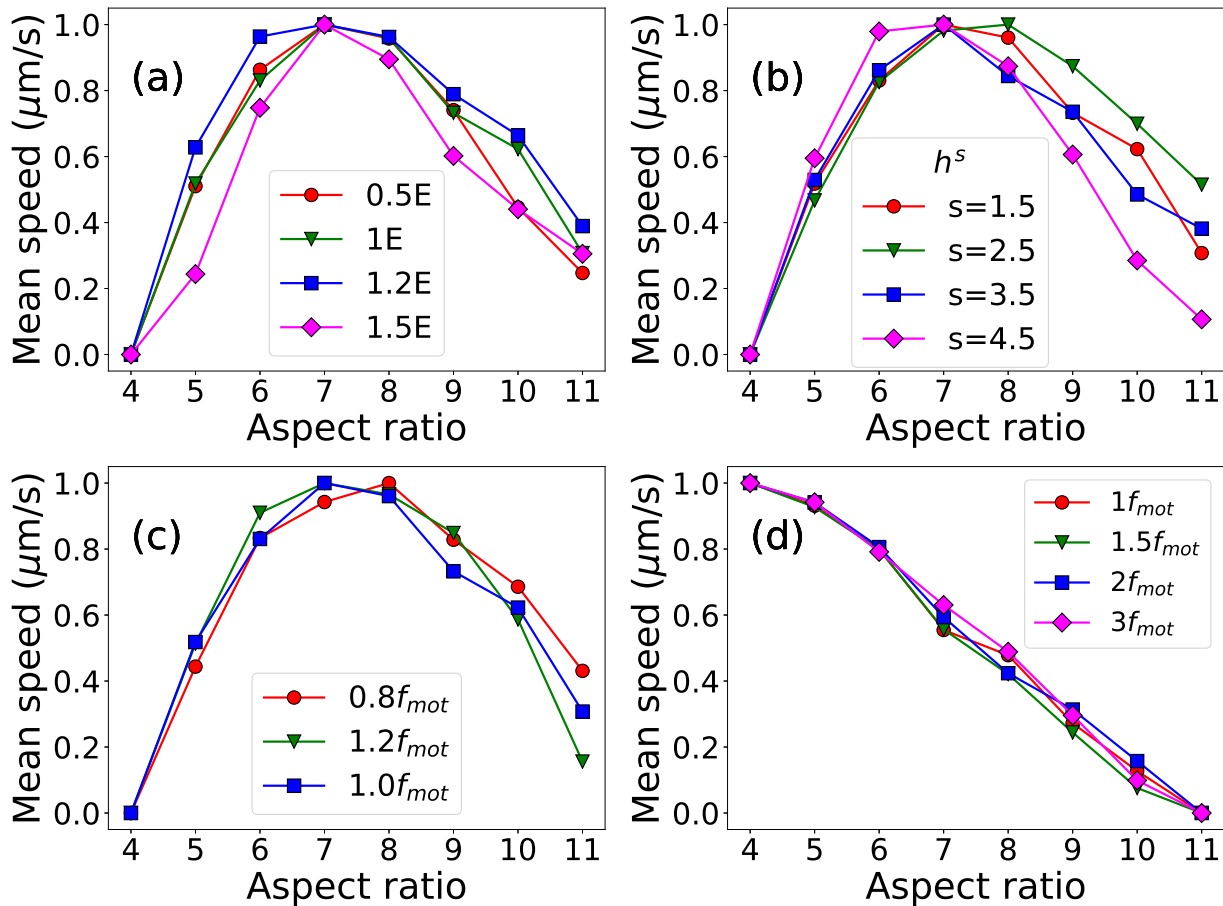 (a)
Mean speed (μm/s)
1.0
0.8
0.6
0.4
0.2
0.0
0.5E
1E
1.2E
1.5E
4 5 6 7 8 9 10 11
Aspect ratio
(b)
Mean speed (μm/s)
1.0
0.8
0.6
0.4
0.2
0.0
h^s
s=1.5
s=2.5
s=3.5
s=4.5
4 5 6 7 8 9 10 11
Aspect ratio
(c)
Mean speed (μm/s)
1.0
0.8
0.6
0.4
0.2
0.0
0.8f_mot
1.2f_mot
1.0f_mot
4 5 6 7 8 9 10 11
Aspect ratio
(d)
Mean speed (μm/s)
1.0
0.8
0.6
0.4
0.2
0.0
1f_mot
1.5f_mot
2f_mot
3f_mot
4 5 6 7 8 9 10 11
Aspect ratio